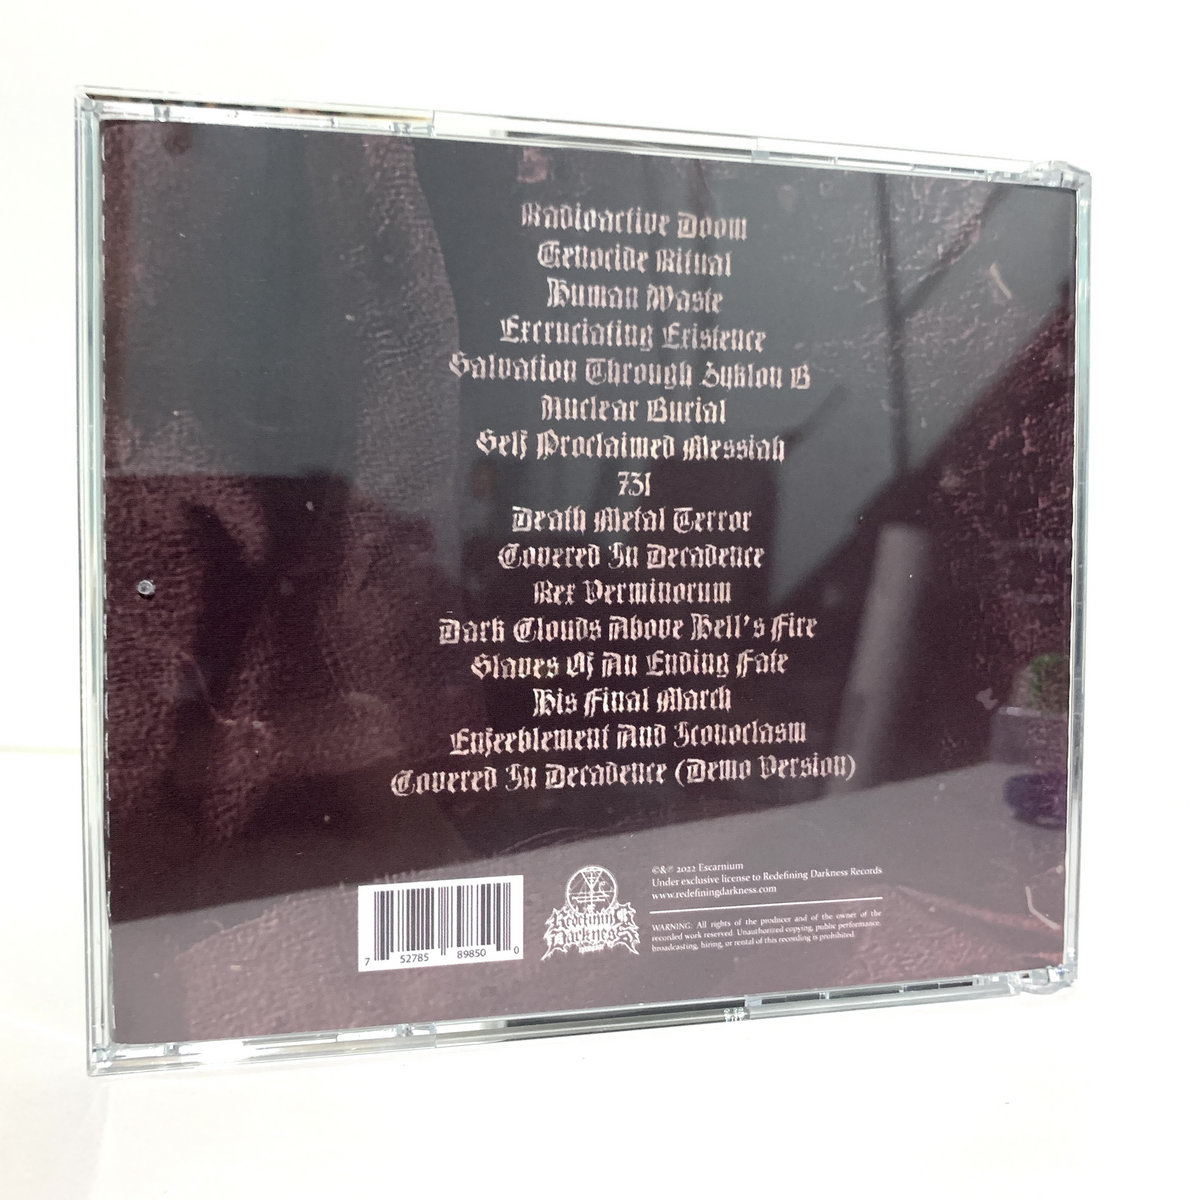 Radioactive Doom
Genocide Ritual
Human Waste
Excruciating Existence
Salvation Through Zyklon B
Nuclear Burial
Self Proclaimed Messiah
731
Death Metal Terror
Covered In Decadence
Rex Verminorum
Dark Clouds Above Hell's Fire
Slaves Of An Ending Fate
His Final March
Enfeeblement And Iconoclasm
Covered In Decadence (Demo Version)
©&℗ 2022 Escarnium
Under exclusive license to Redefining Darkness Records
www.redefiningdarkness.com
WARNING: All rights of the producer and of the owner of the
recorded work reserved. Unauthorized copying, public performance,
broadcasting, hiring, or rental of this recording is prohibited.
Redefining
Darkness
7 52785 89850 0